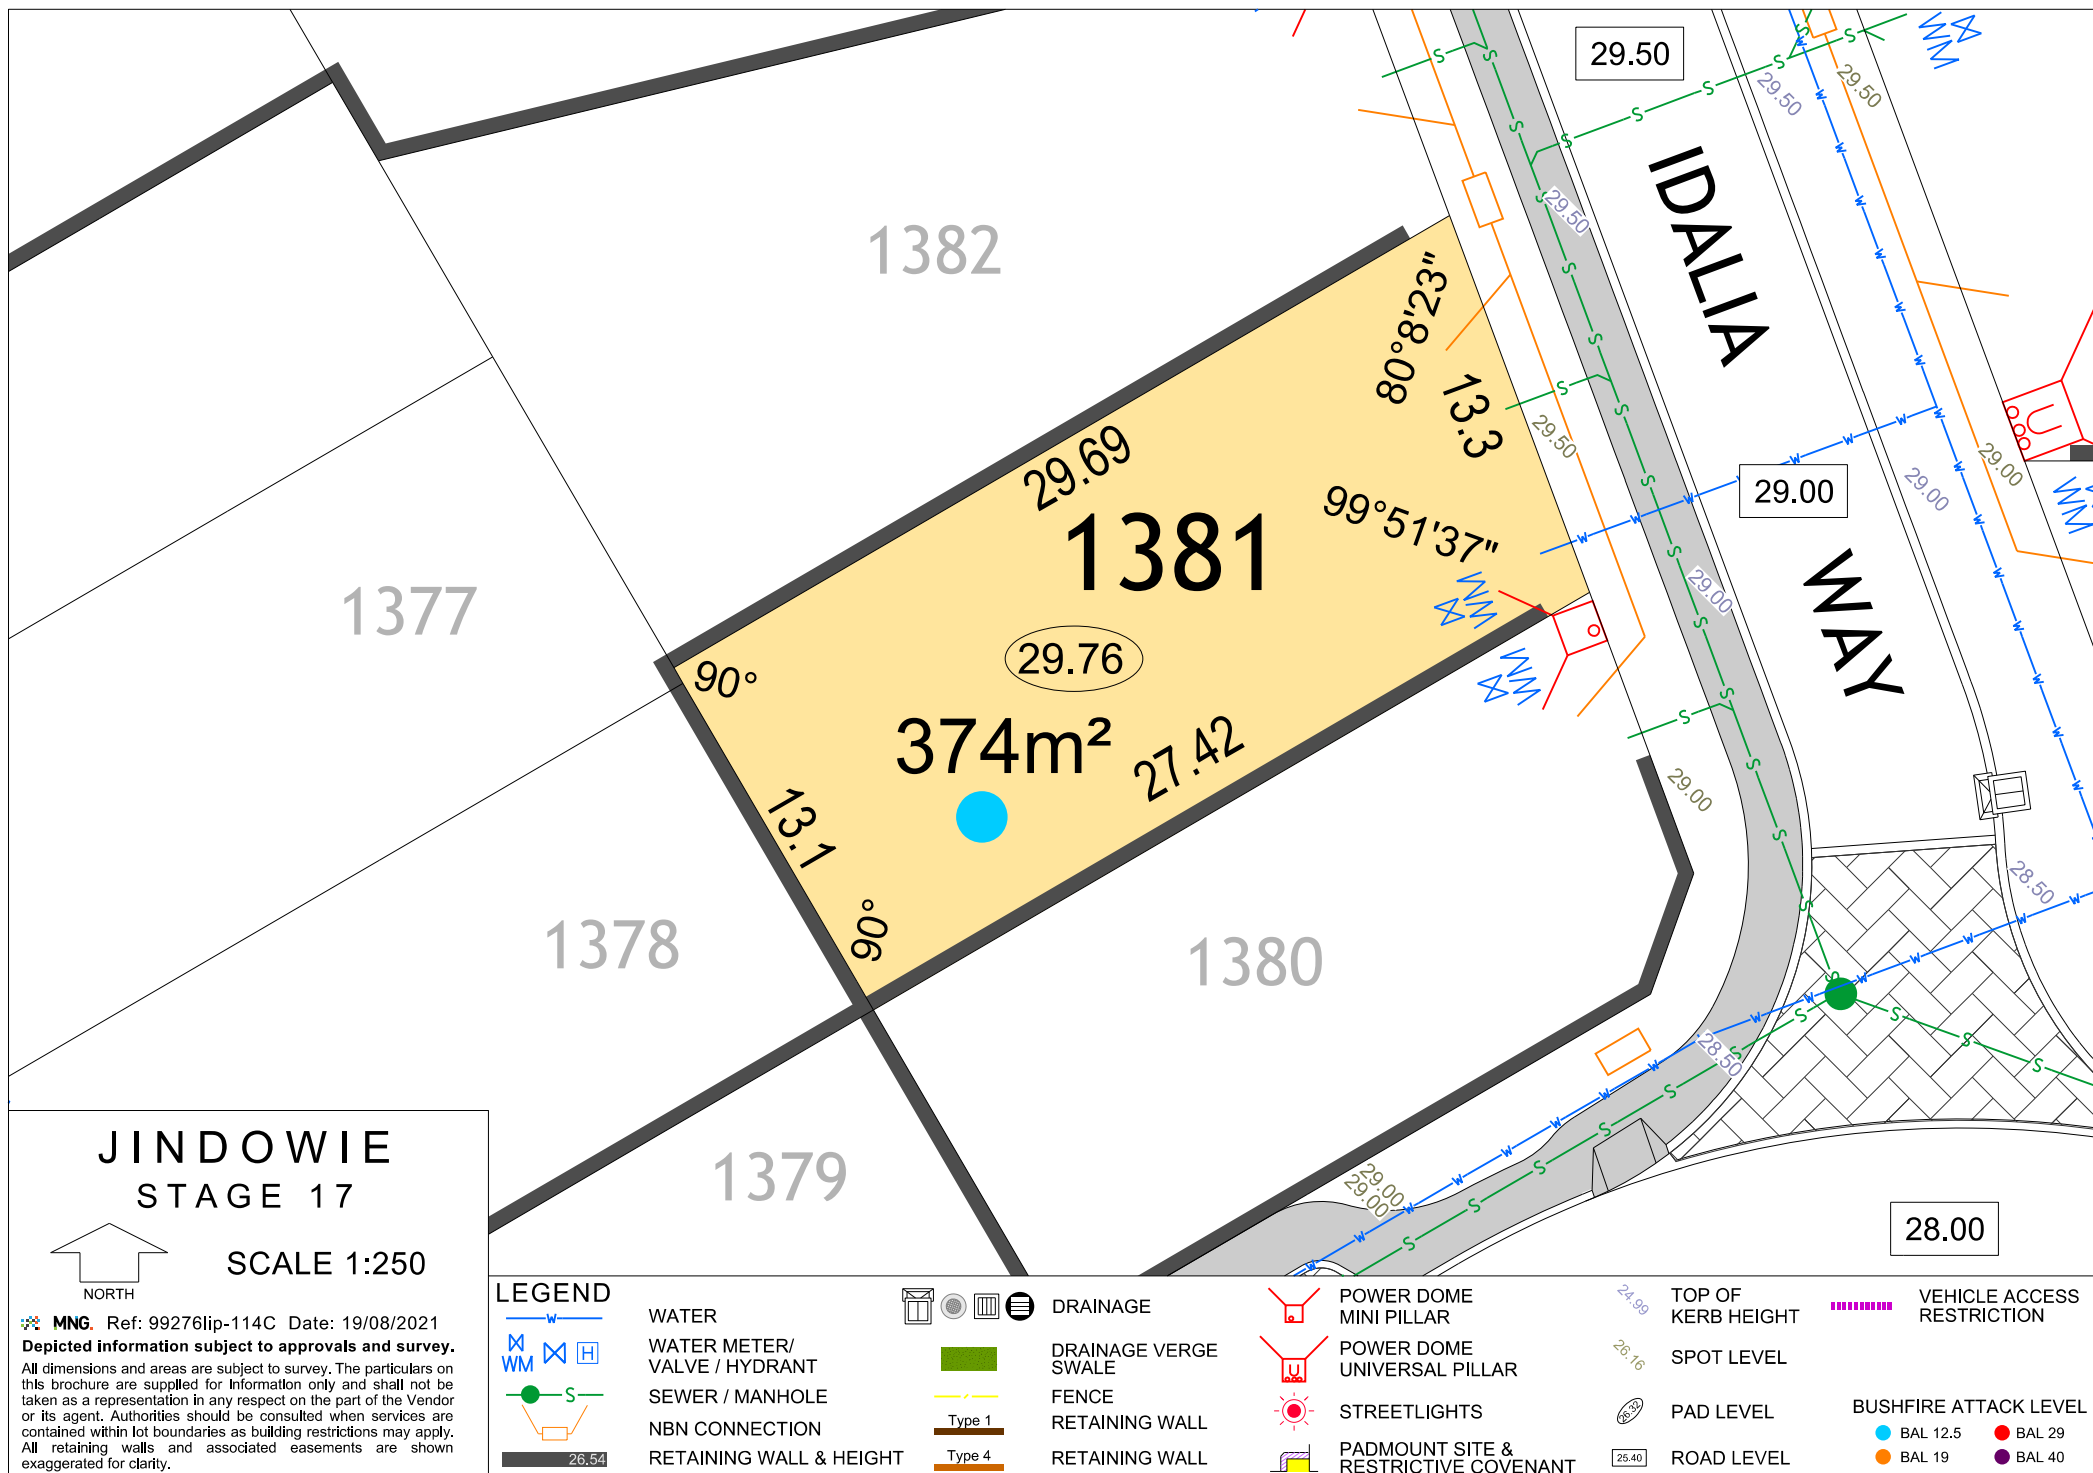 29.50
29.50
29.50
29.50
IDALIA
WAY
1382
80°8'23"
13.3
29.69
1381
99°51'37"
29.50
29.00
29.00
29.00
29.00
1377
90°
29.76
374m²
27.42
13.1
90°
WM
WM
WM
WM
29.00
28.50
1378
1380
28.50
1379
29.00
29.00
28.00
JINDOWIE
STAGE 17
SCALE 1:250
NORTH
MNG. Ref: 99276lip-114C Date: 19/08/2021
Depicted information subject to approvals and survey.
All dimensions and areas are subject to survey. The particulars on
this brochure are supplied for information only and shall not be
taken as a representation in any respect on the part of the Vendor
or its agent. Authorities should be consulted when services are
contained within lot boundaries as building restrictions may apply.
All retaining walls and associated easements are shown
exaggerated for clarity.
LEGEND
W WATER
WM H WATER METER/
VALVE / HYDRANT
S SEWER / MANHOLE
NBN CONNECTION
26.54 RETAINING WALL & HEIGHT
DRAINAGE
DRAINAGE VERGE
SWALE
FENCE
Type 1 RETAINING WALL
Type 4 RETAINING WALL
POWER DOME
MINI PILLAR
U POWER DOME
UNIVERSAL PILLAR
STREETLIGHTS
PADMOUNT SITE &
RESTRICTIVE COVENANT
24.99 TOP OF
KERB HEIGHT
26.16 SPOT LEVEL
26.32 PAD LEVEL
25.40 ROAD LEVEL
VEHICLE ACCESS
RESTRICTION
BUSHFIRE ATTACK LEVEL
BAL 12.5 BAL 29
BAL 19 BAL 40